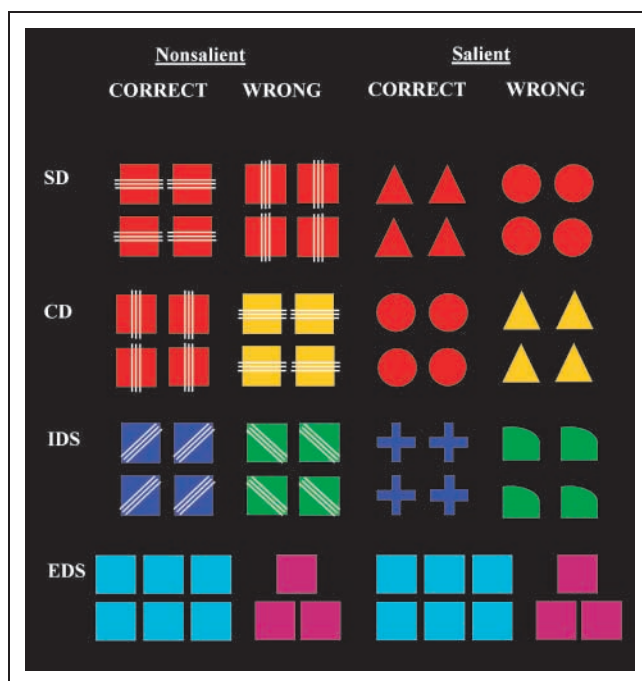 Nonsalient Salient
CORRECT WRONG CORRECT WRONG
SD
CD
IDS
EDS